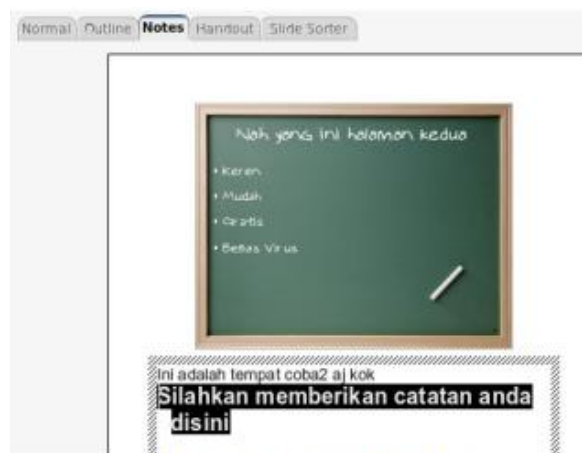 Normal Outline Notes Handout Slide Sorter
Nah yang ini halaman kedua
• Keren
• Mudah
• Gratis
• Bebas Virus
Ini adalah tempat coba2 aj kok
Silahkan memberikan catatan anda
disini